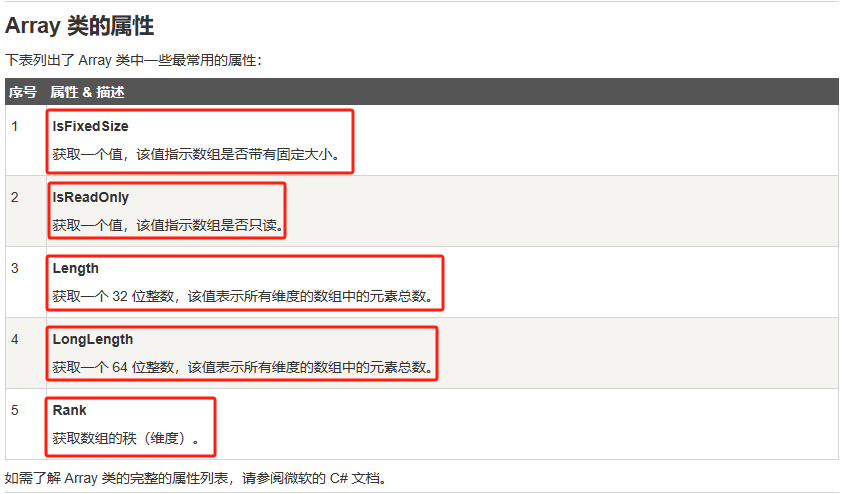 Array 类的属性
下表列出了 Array 类中一些最常用的属性：
序号 属性 & 描述
1 IsFixedSize
获取一个值，该值指示数组是否带有固定大小。
2 IsReadOnly
获取一个值，该值指示数组是否只读。
3 Length
获取一个 32 位整数，该值表示所有维度的数组中的元素总数。
4 LongLength
获取一个 64 位整数，该值表示所有维度的数组中的元素总数。
5 Rank
获取数组的秩（维度）。
如需了解 Array 类的完整的属性列表，请参阅微软的 C# 文档。